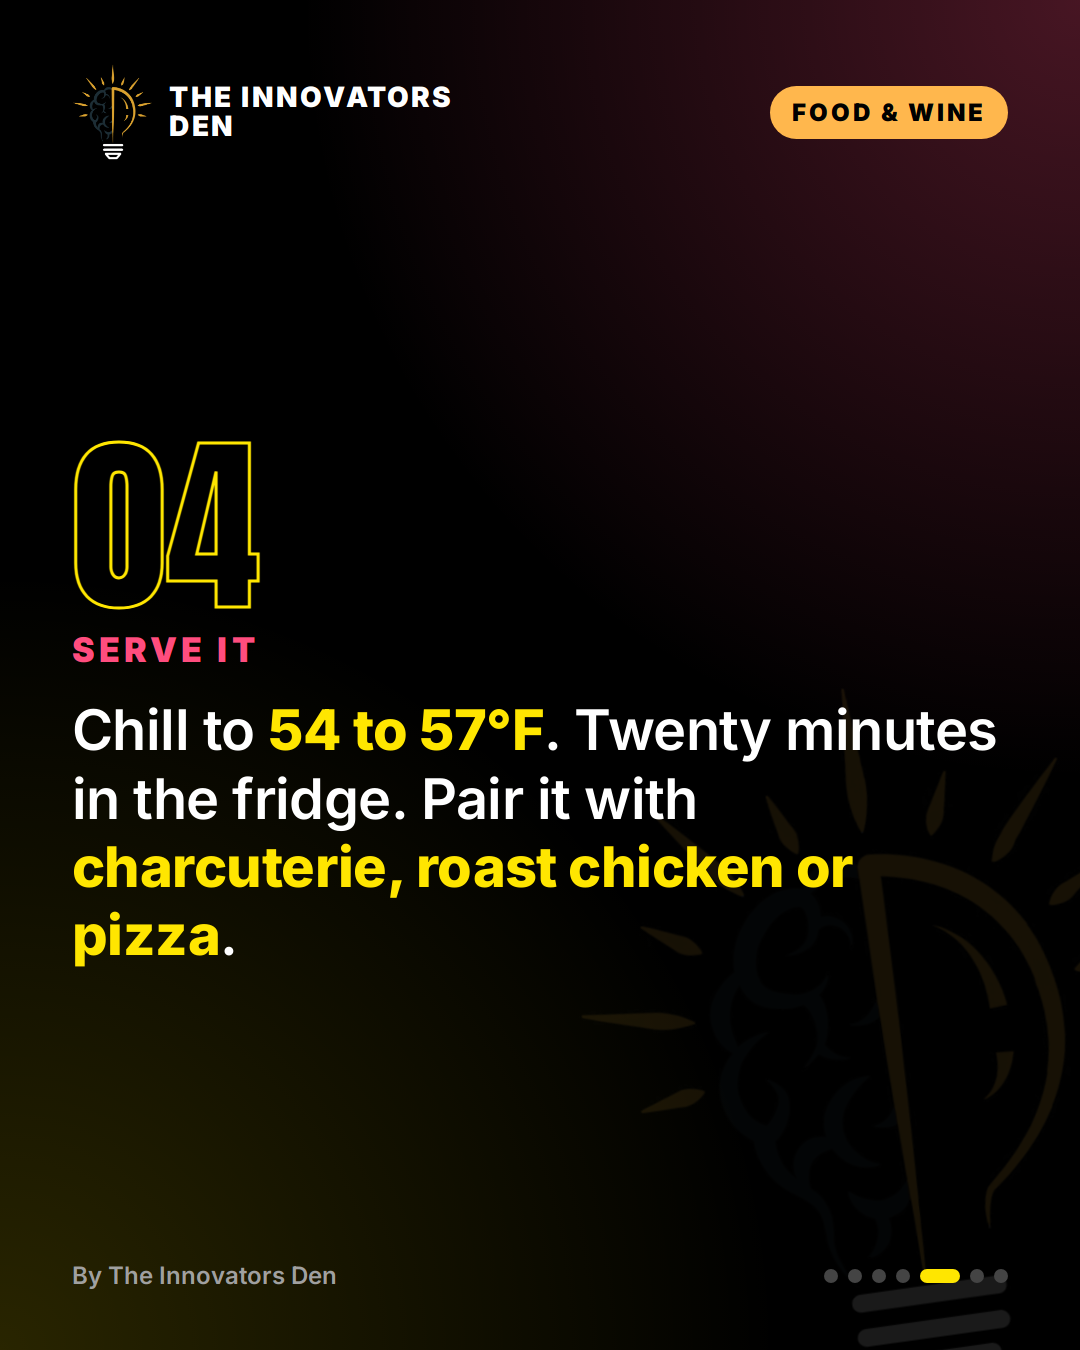 THE INNOVATORS
DEN
FOOD & WINE
04
SERVE IT
Chill to 54 to 57°F. Twenty minutes
in the fridge. Pair it with
charcuterie, roast chicken or
pizza.
By The Innovators Den